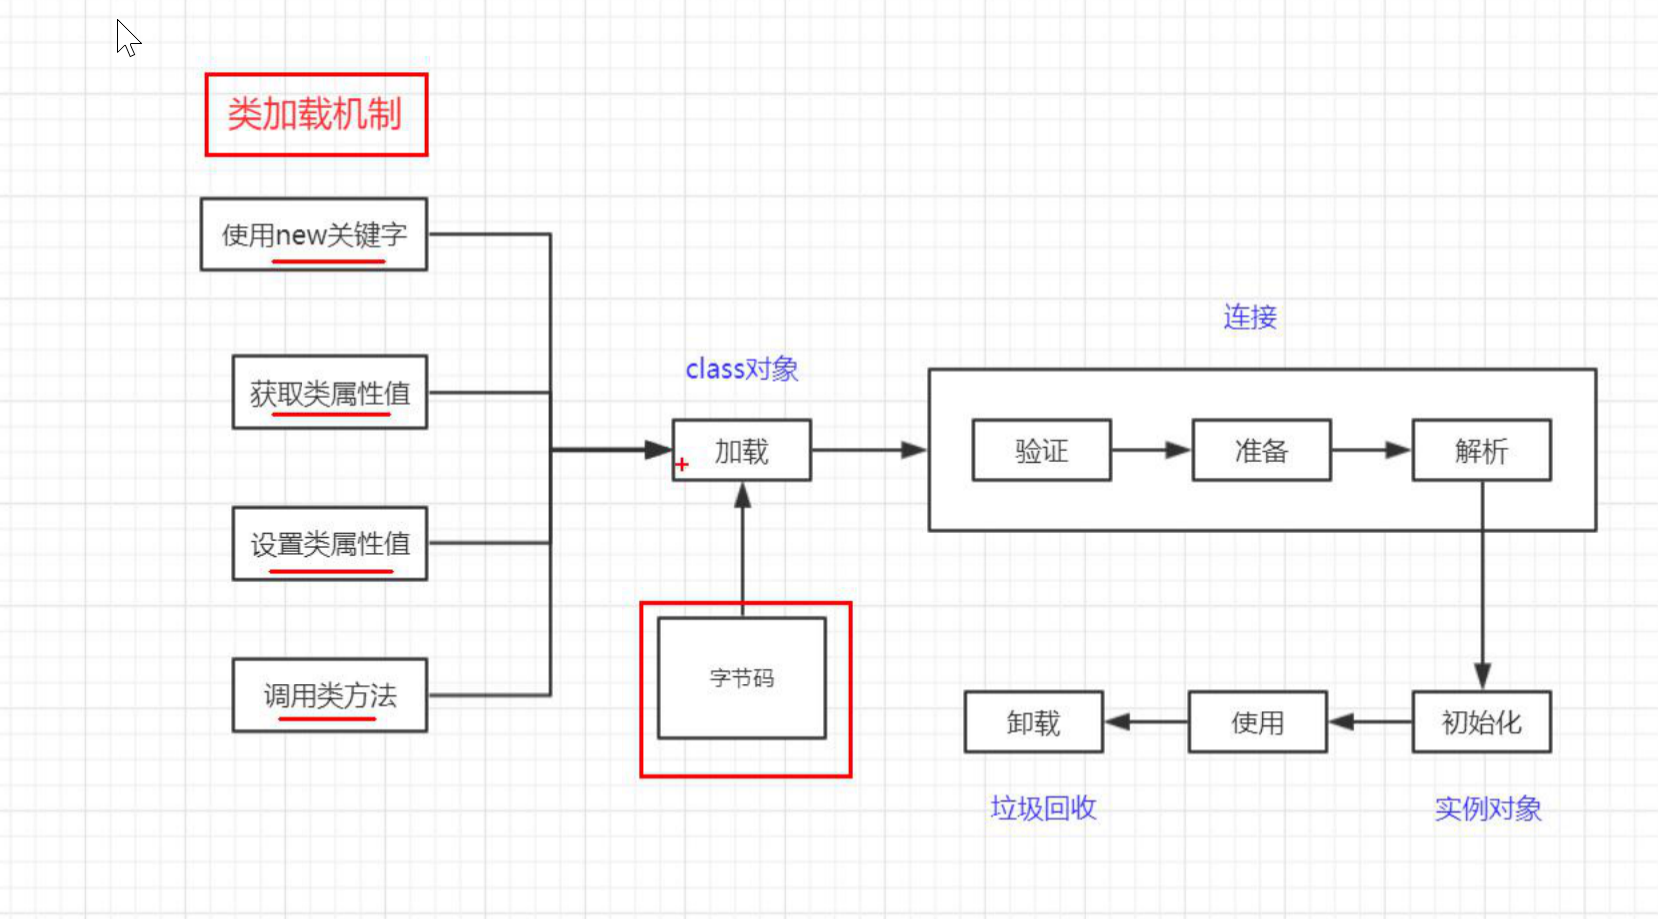 类加载机制
使用new关键字
获取类属性值
设置类属性值
调用类方法
class对象
加载
字节码
连接
验证
准备
解析
初始化
使用
卸载
实例对象
垃圾回收